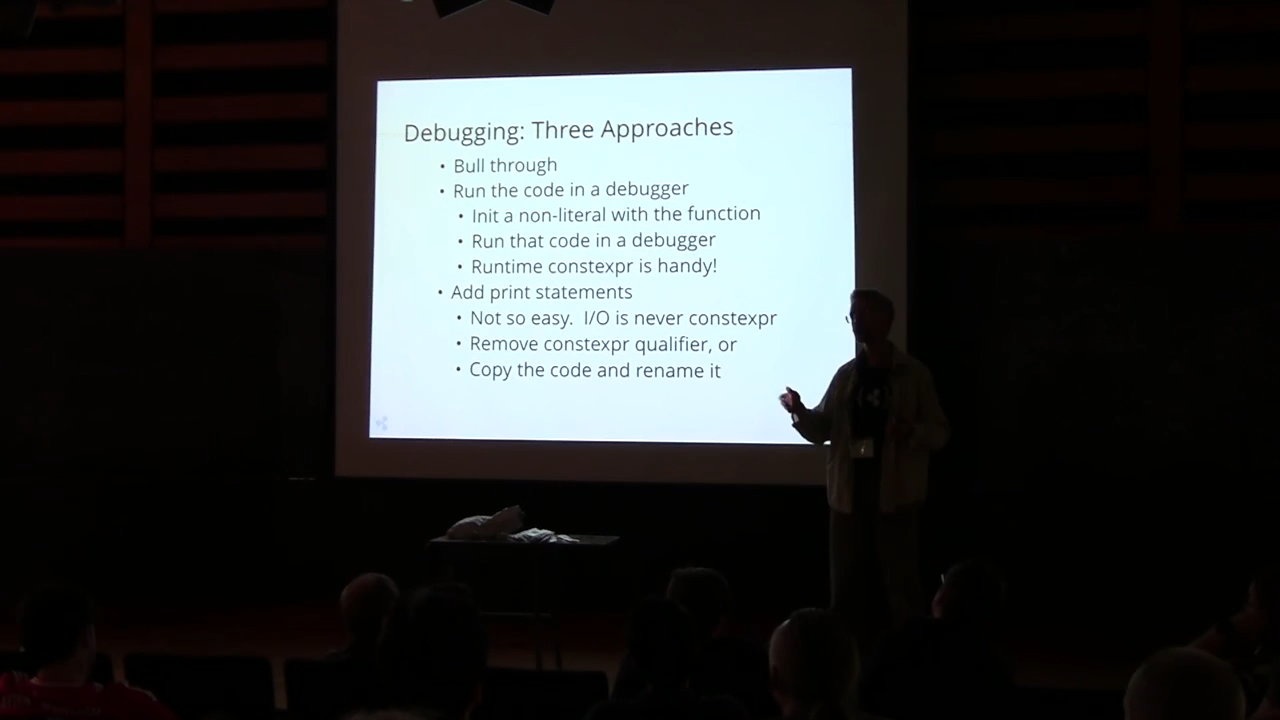 Debugging: Three Approaches
• Bull through
• Run the code in a debugger
• Init a non-literal with the function
• Run that code in a debugger
• Runtime constexpr is handy!
• Add print statements
• Not so easy.  I/O is never constexpr
• Remove constexpr qualifier, or
• Copy the code and rename it